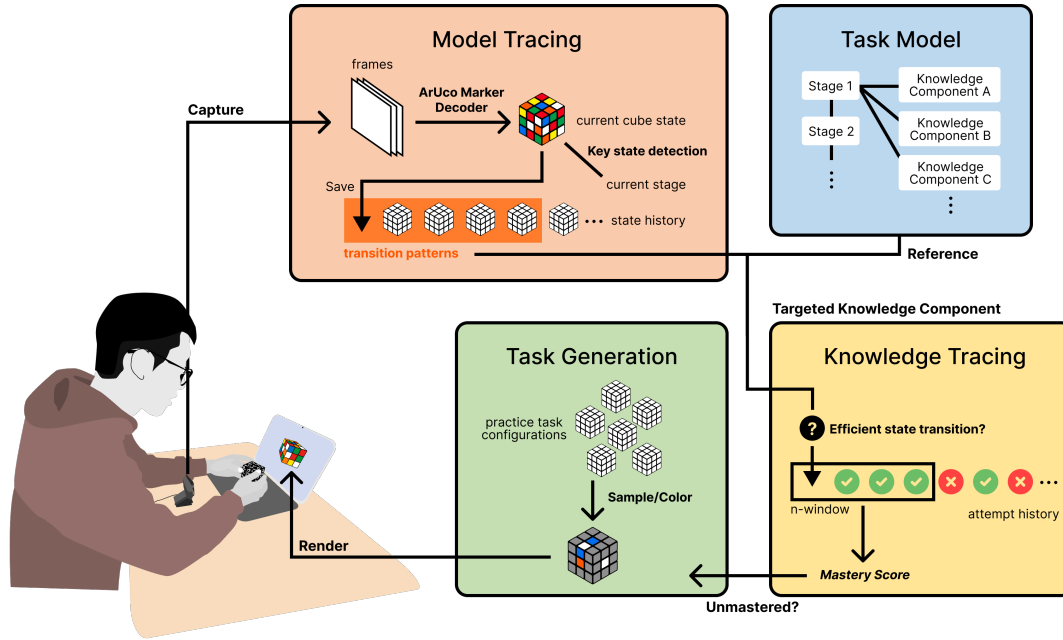 Model Tracing
frames
ArUco Marker
Decoder
current cube state
Key state detection
current stage
Save
state history
transition patterns
Capture
Task Model
Stage 1
Stage 2
Knowledge
Component A
Knowledge
Component B
Knowledge
Component C
Reference
Targeted Knowledge Component
Knowledge Tracing
?
Efficient state transition?
n-window
attempt history
Mastery Score
Unmastered?
Task Generation
practice task
configurations
Sample/Color
Render